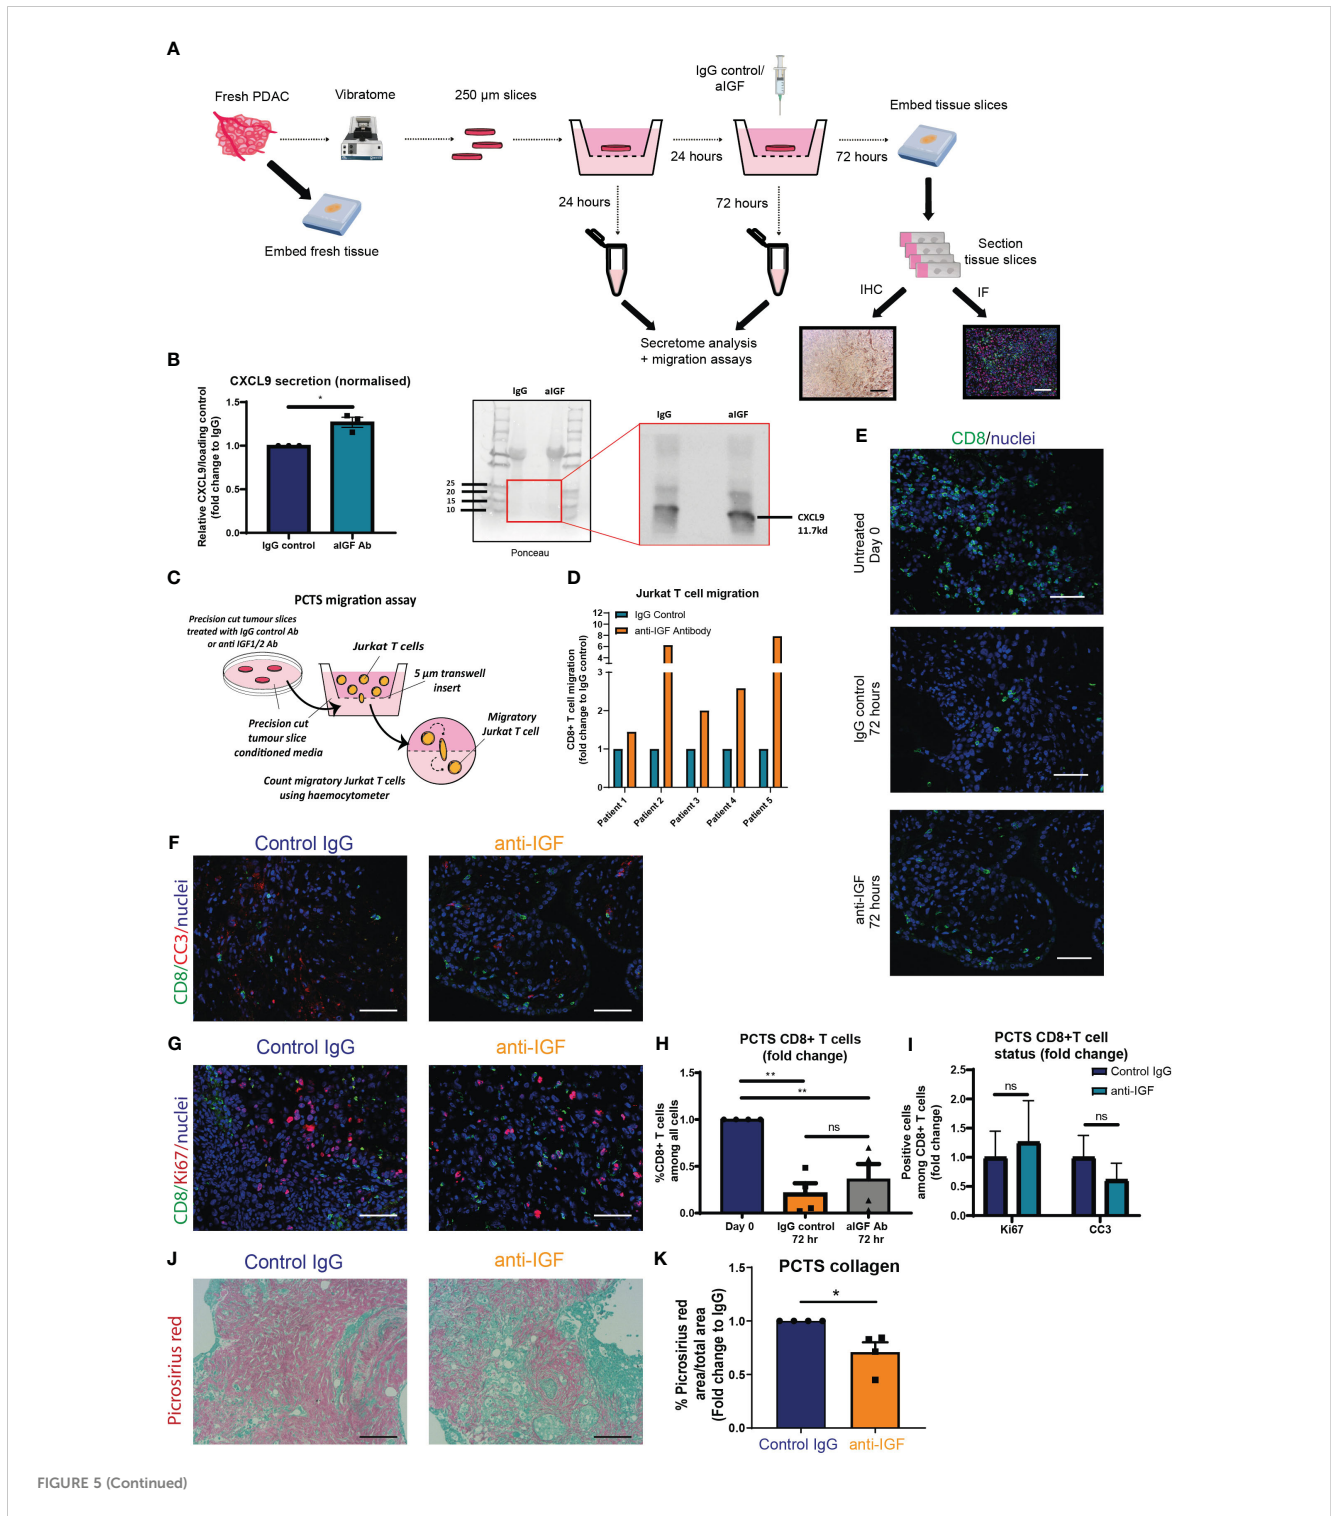 A
Fresh PDAC
Vibratome
250 µm slices
IgG control/
aIGF
Embed tissue slices
24 hours
72 hours
24 hours
72 hours
Embed fresh tissue
Section
tissue slices
IHC
IF
Secretome analysis
+ migration assays
B
CXCL9 secretion (normalised)
*
Relative CXCL9/loading control
(fold change to IgG)
1.5
1.0
0.5
0.0
IgG control
aIGF Ab
IgG
aIGF
25
20
15
10
Ponceau
IgG
aIGF
CXCL9
11.7kd
C
PCTS migration assay
Precision cut tumour slices
treated with IgG control Ab
or anti IGF1/2 Ab
Jurkat T cells
5 µm transwell
insert
Precision cut
tumour slice
conditioned media
Migratory
Jurkat T cell
Count migratory Jurkat T cells
using haemocytometer
D
Jurkat T cell migration
IgG Control
anti-IGF Antibody
CD8+ T cell migration
(fold change to IgG control)
12
10
8
6
4
3
2
1
0
Patient 1
Patient 2
Patient 3
Patient 4
Patient 5
E
CD8/nuclei
Untreated
Day 0
IgG control
72 hours
anti-IGF
72 hours
F
Control IgG
anti-IGF
CD8/CC3/nuclei
G
Control IgG
anti-IGF
CD8/Ki67/nuclei
H
PCTS CD8+ T cells
(fold change)
%CD8+ T cells
among all cells
1.5
1.0
0.5
0.0
**
**
ns
Day 0
IgG control
72 hr
aIGF Ab
72 hr
I
PCTS CD8+T cell
status (fold change)
Control IgG
anti-IGF
Positive cells
among CD8+ T cells
(fold change)
2.5
2.0
1.5
1.0
0.5
0.0
ns
ns
Ki67
CC3
J
Control IgG
anti-IGF
Picrosirius red
K
PCTS collagen
*
% Picrosirius red
area/total area
(Fold change to IgG)
1.5
1.0
0.5
0.0
Control IgG
anti-IGF
FIGURE 5 (Continued)